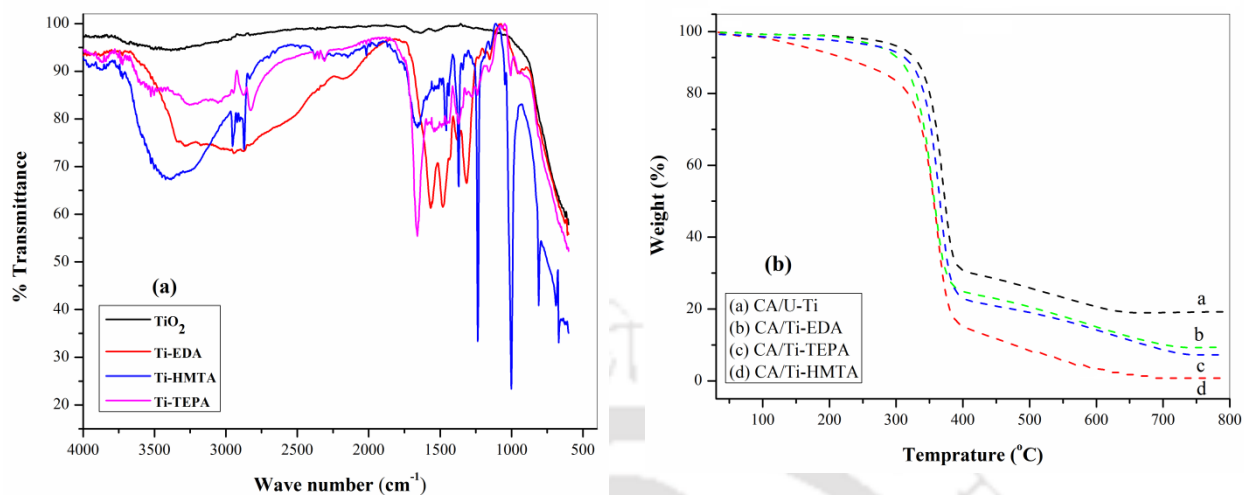 100
90
80
70
60
50
40
30
20
% Transmittance
(a)
TiO2
Ti-EDA
Ti-HMTA
Ti-TEPA
4000 3500 3000 2500 2000 1500 1000 500
Wave number (cm-1)
100
80
60
40
20
0
Weight (%)
(b)
(a) CA/U-Ti
(b) CA/Ti-EDA
(c) CA/Ti-TEPA
(d) CA/Ti-HMTA
a
b
c
d
100 200 300 400 500 600 700 800
Temprature (oC)